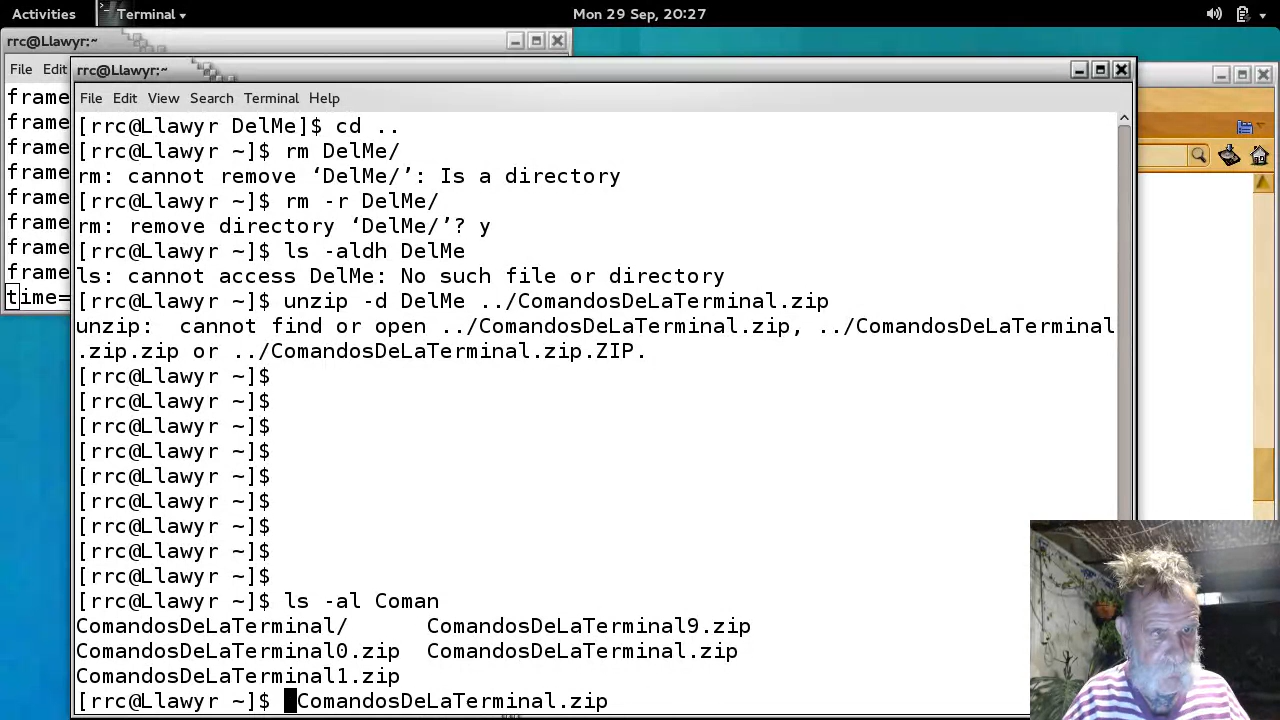 Activities Terminal Mon 29 Sep, 20:27
rrc@Llawyr:~
File Edit
frame
frame
frame
frame
frame
frame
frame
frame
time=
rrc@Llawyr:~
File Edit View Search Terminal Help
[rrc@Llawyr DelMe]$ cd ..
[rrc@Llawyr ~]$ rm DelMe/
rm: cannot remove ‘DelMe/’: Is a directory
[rrc@Llawyr ~]$ rm -r DelMe/
rm: remove directory ‘DelMe/’? y
[rrc@Llawyr ~]$ ls -aldh DelMe
ls: cannot access DelMe: No such file or directory
[rrc@Llawyr ~]$ unzip -d DelMe ../ComandosDeLaTerminal.zip
unzip:  cannot find or open ../ComandosDeLaTerminal.zip, ../ComandosDeLaTerminal
.zip.zip or ../ComandosDeLaTerminal.zip.ZIP.
[rrc@Llawyr ~]$
[rrc@Llawyr ~]$
[rrc@Llawyr ~]$
[rrc@Llawyr ~]$
[rrc@Llawyr ~]$
[rrc@Llawyr ~]$
[rrc@Llawyr ~]$
[rrc@Llawyr ~]$
[rrc@Llawyr ~]$
[rrc@Llawyr ~]$ ls -al Coman
ComandosDeLaTerminal/ ComandosDeLaTerminal9.zip
ComandosDeLaTerminal0.zip ComandosDeLaTerminal.zip
ComandosDeLaTerminal1.zip
[rrc@Llawyr ~]$ ComandosDeLaTerminal.zip